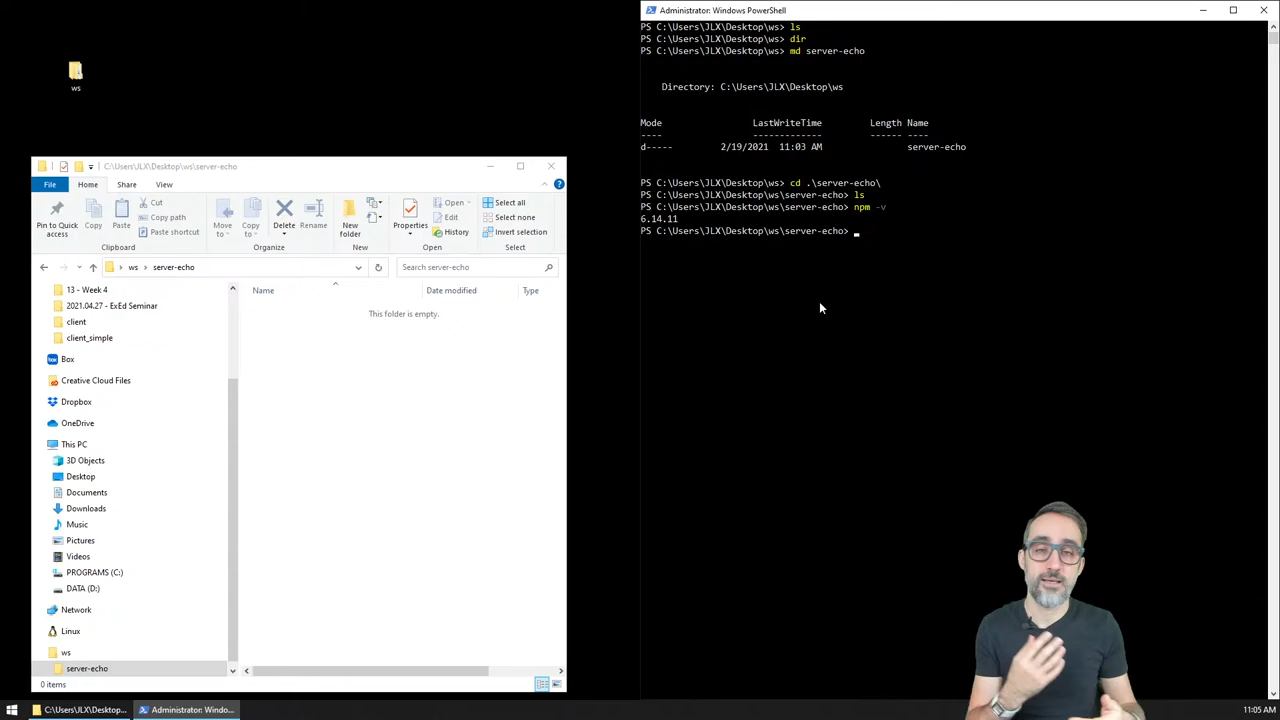 ws
C:\Users\JLX\Desktop\ws\server-echo
File
Home
Share
View
Pin to Quick access
Copy
Paste
Cut
Copy path
Paste shortcut
Clipboard
Move to
Copy to
Delete
Rename
Organize
New folder
New
Properties
Open
Edit
History
Open
Select all
Select none
Invert selection
Select
ws
server-echo
Search server-echo
13 - Week 4
2021.04.27 - ExEd Seminar
client
client_simple
Box
Creative Cloud Files
Dropbox
OneDrive
This PC
3D Objects
Desktop
Documents
Downloads
Music
Pictures
Videos
PROGRAMS (C:)
DATA (D:)
Network
Linux
ws
server-echo
Name
Date modified
Type
This folder is empty.
0 items
Administrator: Windows PowerShell
PS C:\Users\JLX\Desktop\ws> ls
PS C:\Users\JLX\Desktop\ws> dir
PS C:\Users\JLX\Desktop\ws> md server-echo
Directory: C:\Users\JLX\Desktop\ws
Mode LastWriteTime Length Name
---- ------------- ------ ----
d----- 2/19/2021 11:03 AM server-echo
PS C:\Users\JLX\Desktop\ws> cd .\server-echo\
PS C:\Users\JLX\Desktop\ws\server-echo> ls
PS C:\Users\JLX\Desktop\ws\server-echo> npm -v
6.14.11
PS C:\Users\JLX\Desktop\ws\server-echo> _
C:\Users\JLX\Desktop...
Administrator: Windo...
11:05 AM